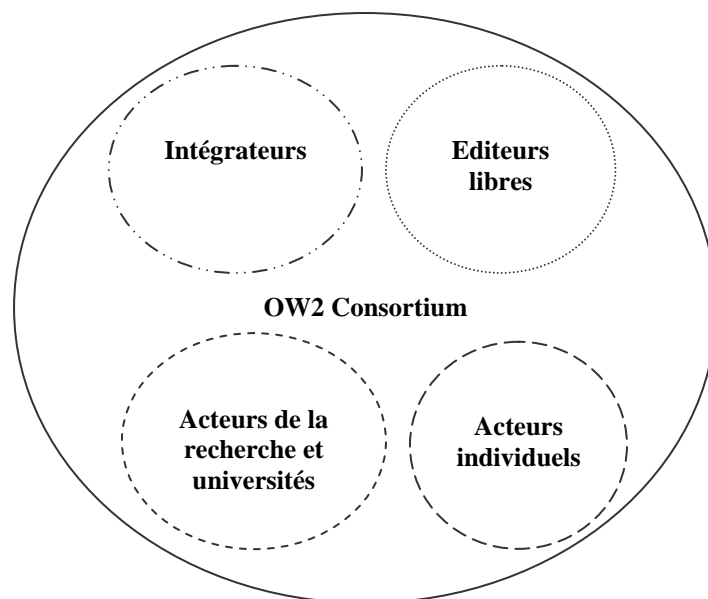 Intégrateurs
Editeurs
libres
OW2 Consortium
Acteurs de la
recherche et
universités
Acteurs
individuels